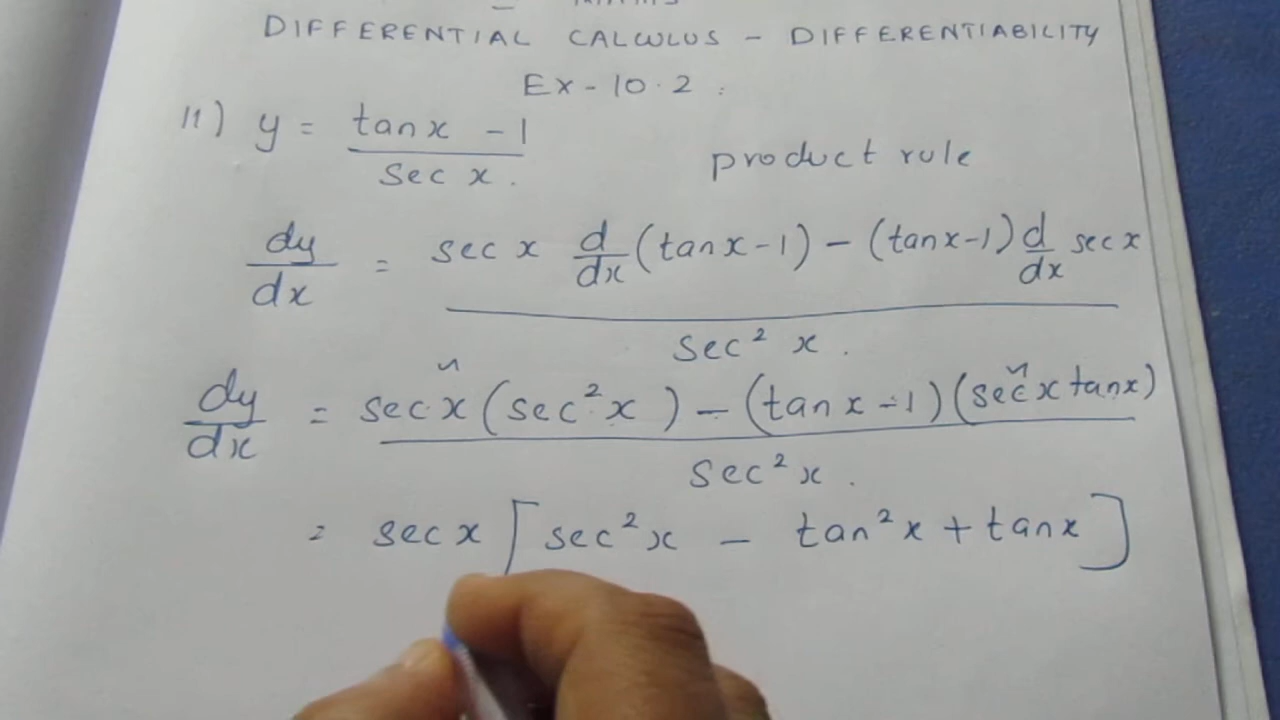 DIFFERENTIAL CALCULUS - DIFFERENTIABILITY
Ex - 10.2 :
11) y = (tan x - 1) / (sec x) .
product rule
dy/dx = (sec x d/dx (tan x - 1) - (tan x - 1) d/dx sec x) / (sec² x) .
dy/dx = (sec x (sec² x) - (tan x - 1) (sec x tan x)) / (sec² x) .
= sec x [sec² x - tan² x + tan x]